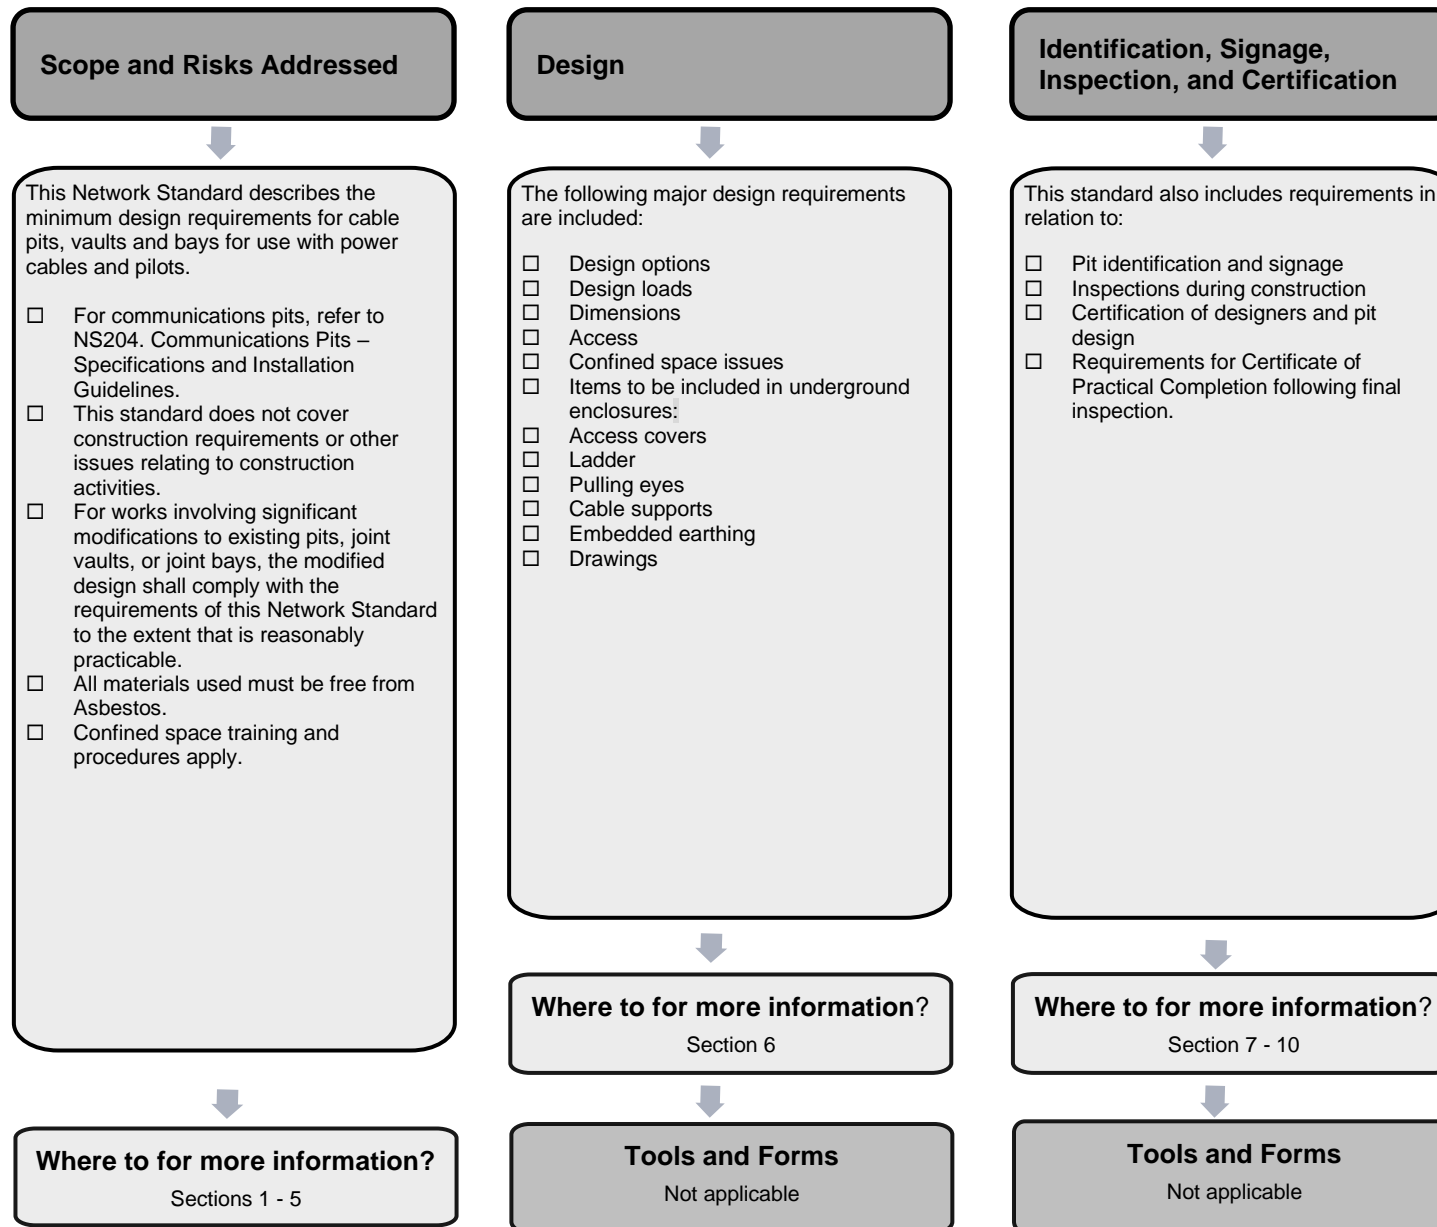 Scope and Risks Addressed
This Network Standard describes the
minimum design requirements for cable
pits, vaults and bays for use with power
cables and pilots.
☐ For communications pits, refer to
NS204. Communications Pits –
Specifications and Installation
Guidelines.
☐ This standard does not cover
construction requirements or other
issues relating to construction
activities.
☐ For works involving significant
modifications to existing pits, joint
vaults, or joint bays, the modified
design shall comply with the
requirements of this Network Standard
to the extent that is reasonably
practicable.
☐ All materials used must be free from
Asbestos.
☐ Confined space training and
procedures apply.
Where to for more information?
Sections 1 - 5
Design
The following major design requirements
are included:
☐ Design options
☐ Design loads
☐ Dimensions
☐ Access
☐ Confined space issues
☐ Items to be included in underground
enclosures:
☐ Access covers
☐ Ladder
☐ Pulling eyes
☐ Cable supports
☐ Embedded earthing
☐ Drawings
Where to for more information?
Section 6
Tools and Forms
Not applicable
Identification, Signage,
Inspection, and Certification
This standard also includes requirements in
relation to:
☐ Pit identification and signage
☐ Inspections during construction
☐ Certification of designers and pit
design
☐ Requirements for Certificate of
Practical Completion following final
inspection.
Where to for more information?
Section 7 - 10
Tools and Forms
Not applicable